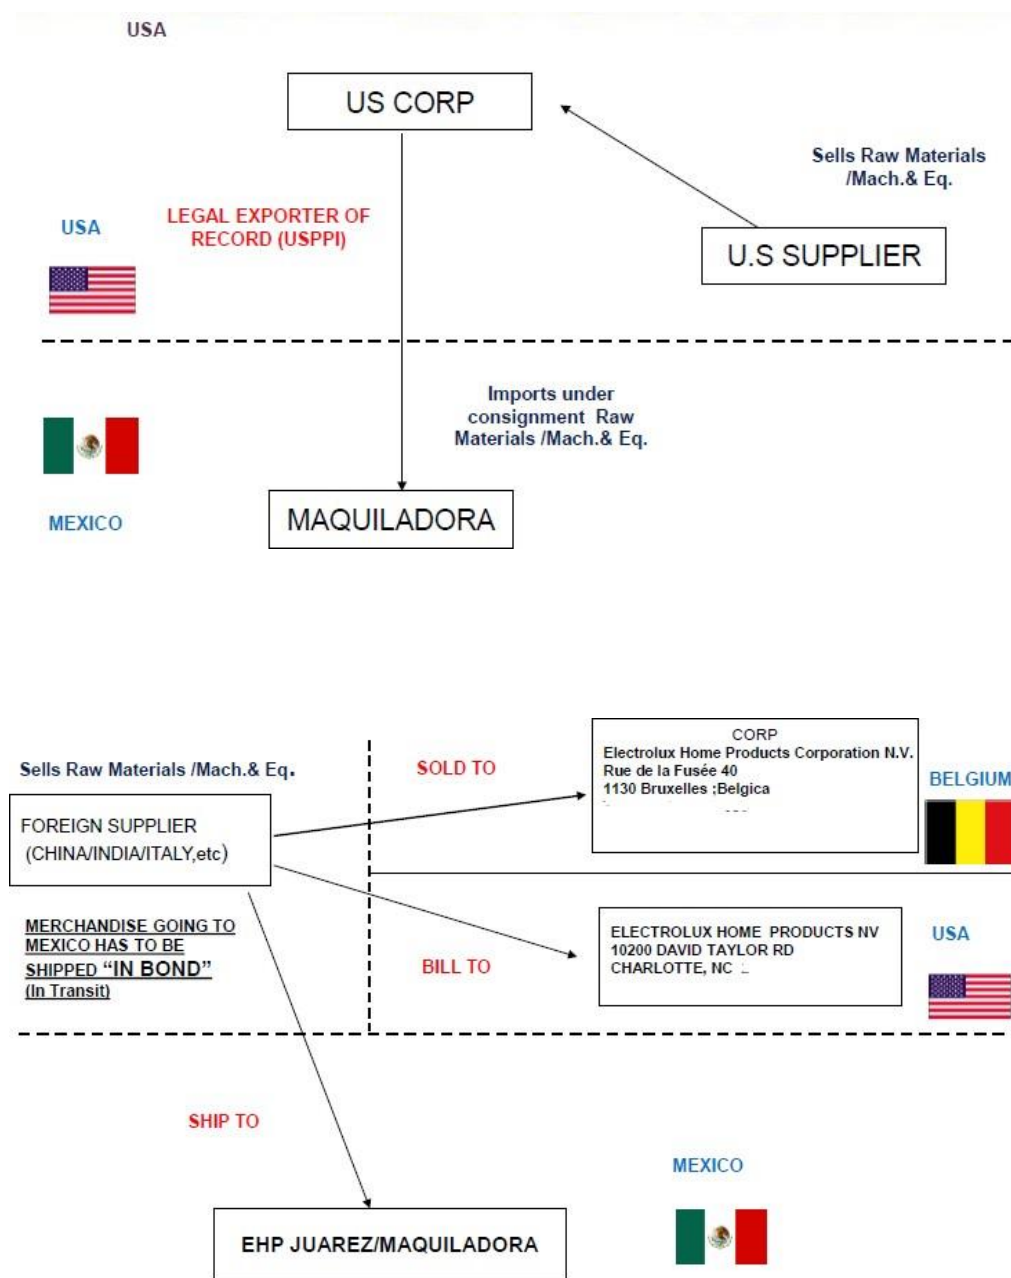 USA
US CORP
Sells Raw Materials
/Mach.& Eq.
USA
LEGAL EXPORTER OF
RECORD (USPPI)
U.S SUPPLIER
Imports under
consignment Raw
Materials /Mach.& Eq.
MEXICO
MAQUILADORA
Sells Raw Materials /Mach.& Eq.
SOLD TO
CORP
Electrolux Home Products Corporation N.V.
Rue de la Fusée 40
1130 Bruxelles ;Belgica
BELGIUM
FOREIGN SUPPLIER
(CHINA/INDIA/ITALY,etc)
MERCHANDISE GOING TO
MEXICO HAS TO BE
SHIPPED “IN BOND”
(In Transit)
BILL TO
ELECTROLUX HOME PRODUCTS NV
10200 DAVID TAYLOR RD
CHARLOTTE, NC
USA
SHIP TO
MEXICO
EHP JUAREZ/MAQUILADORA